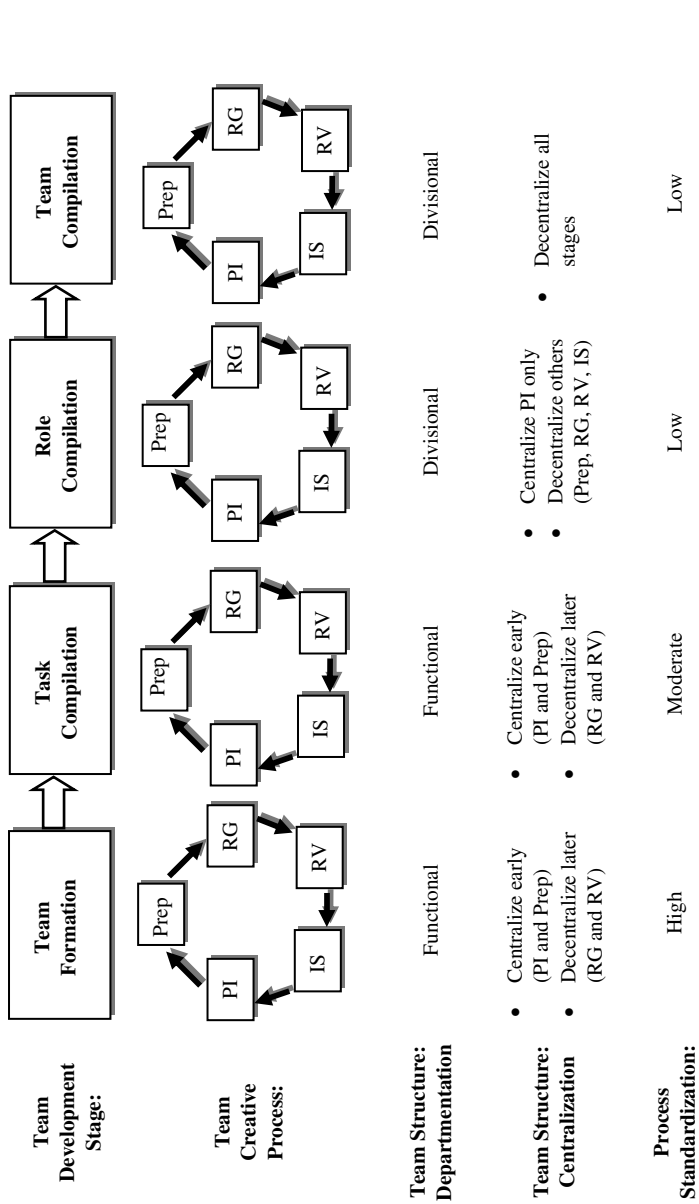 Team
Development
Stage:
Team
Formation
Task
Compilation
Role
Compilation
Team
Compilation
Team
Creative
Process:
PI
Prep
RG
RV
IS
PI
Prep
RG
RV
IS
PI
Prep
RG
RV
IS
PI
Prep
RG
RV
IS
Team Structure:
Departmentation
Functional
Functional
Divisional
Divisional
Team Structure:
Centralization
• Centralize early
(PI and Prep)
• Decentralize later
(RG and RV)
• Centralize early
(PI and Prep)
• Decentralize later
(RG and RV)
• Centralize PI only
• Decentralize others
(Prep, RG, RV, IS)
• Decentralize all
stages
Process
Standardization:
High
Moderate
Low
Low